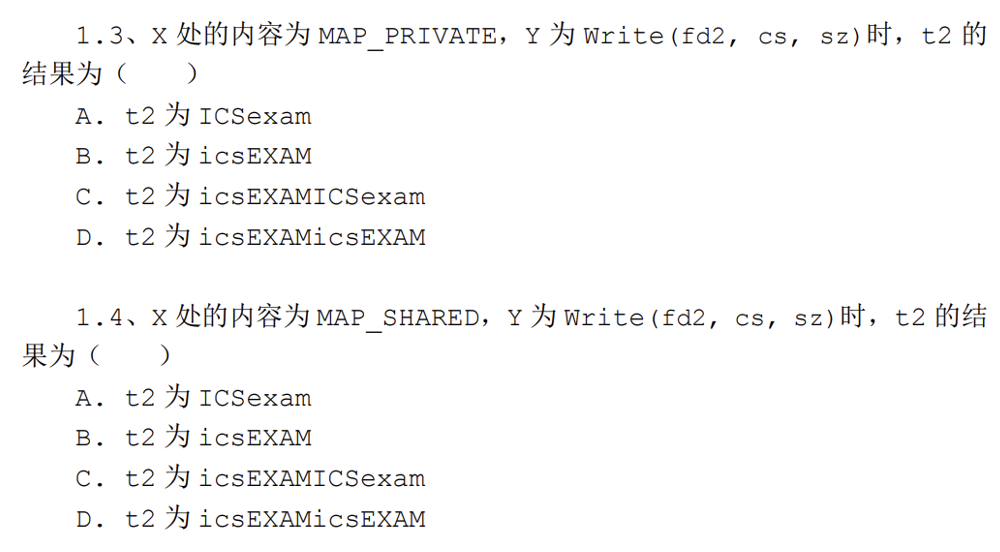 1.3、X 处的内容为 MAP_PRIVATE，Y 为 Write(fd2, cs, sz)时，t2 的
结果为（　　）
A. t2 为 ICSexam
B. t2 为 icsEXAM
C. t2 为 icsEXAMICSexam
D. t2 为 icsEXAMicsEXAM
1.4、X 处的内容为 MAP_SHARED，Y 为 Write(fd2, cs, sz)时，t2 的结
果为（　　）
A. t2 为 ICSexam
B. t2 为 icsEXAM
C. t2 为 icsEXAMICSexam
D. t2 为 icsEXAMicsEXAM